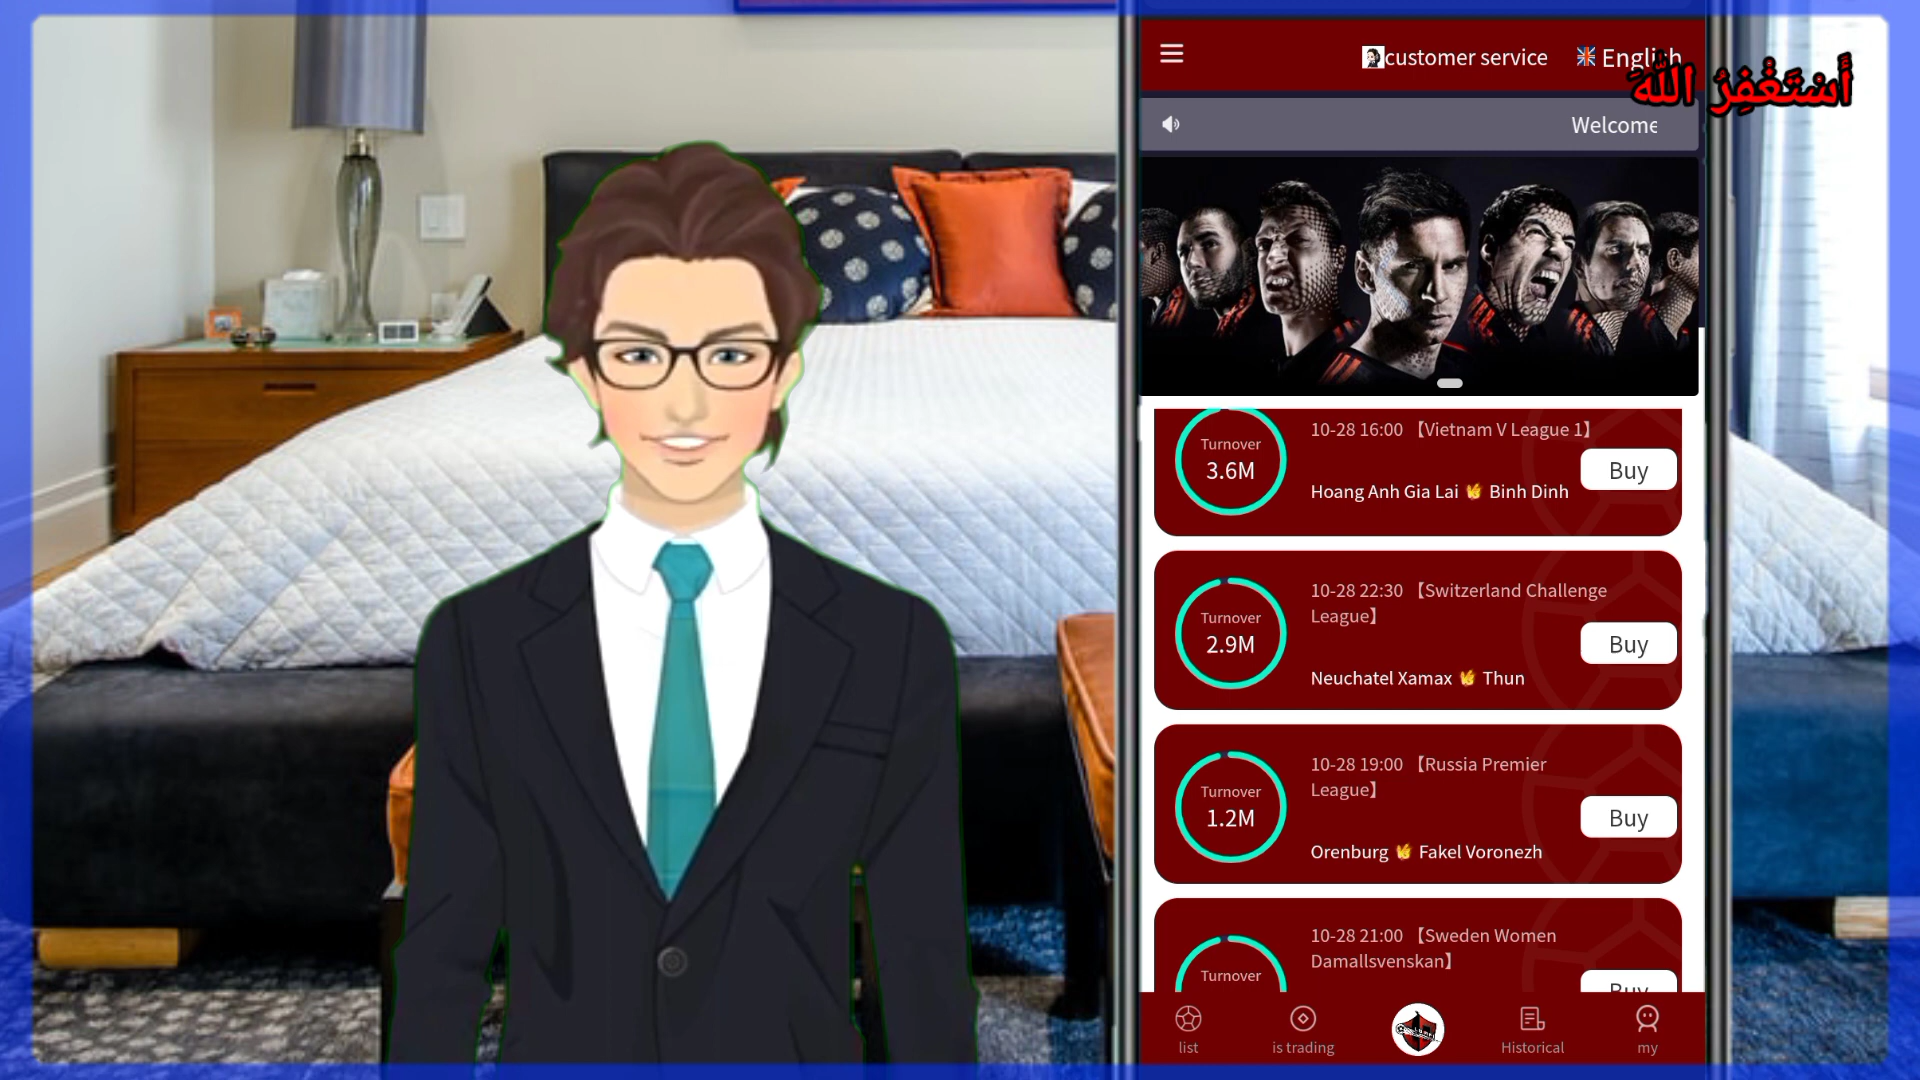 customer service
English
أَسْتَغْفِرُ اللّٰهَ
Welcome
10-28 16:00 【Vietnam V League 1】
Turnover
3.6M
Buy
Hoang Anh Gia Lai Binh Dinh
10-28 22:30 【Switzerland Challenge
League】
Turnover
2.9M
Buy
Neuchatel Xamax Thun
10-28 19:00 【Russia Premier
League】
Turnover
1.2M
Buy
Orenburg Fakel Voronezh
10-28 21:00 【Sweden Women
Damallsvenskan】
Turnover
Buy
list
is trading
Historical
my